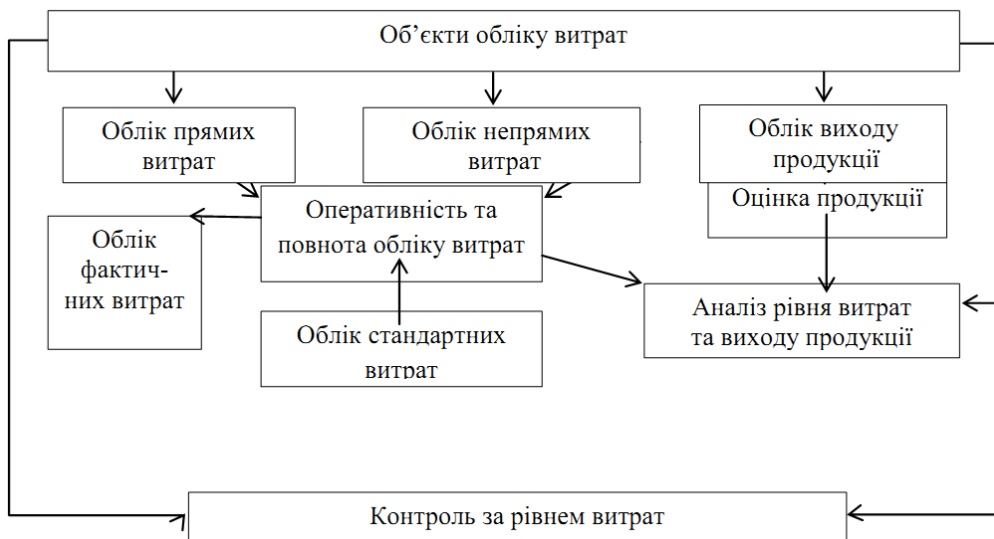 Об’єкти обліку витрат
Облік прямих
витрат
Облік непрямих
витрат
Облік виходу
продукції
Оцінка продукції
Оперативність та
повнота обліку витрат
Облік
фактич-
них витрат
Аналіз рівня витрат
та виходу продукції
Облік стандартних
витрат
Контроль за рівнем витрат